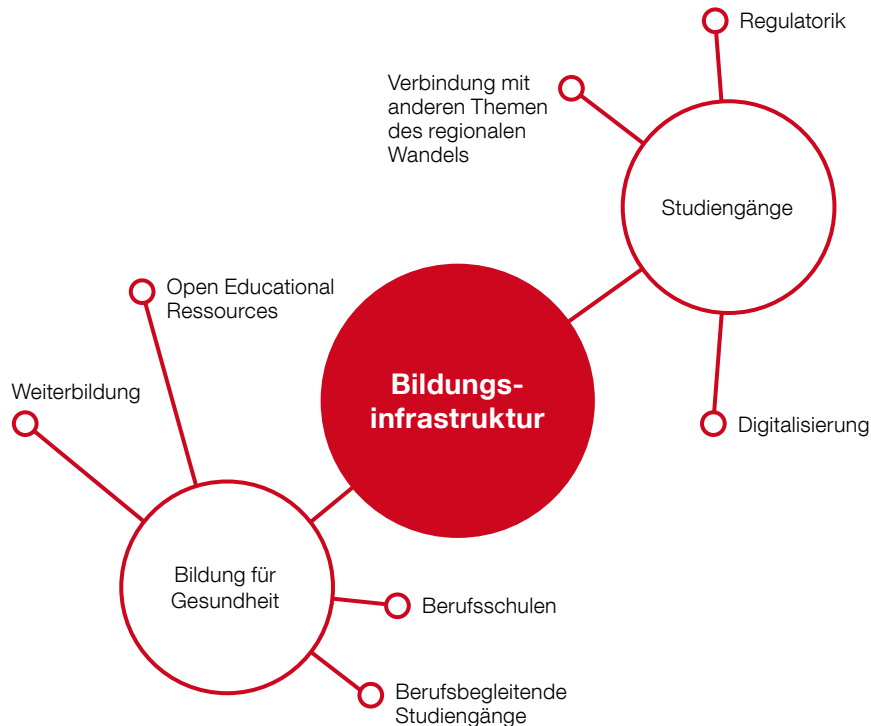 Regulatorik
Verbindung mit
anderen Themen
des regionalen
Wandels
Studiengänge
Open Educational
Ressources
Bildungs-
infrastruktur
Weiterbildung
Digitalisierung
Bildung für
Gesundheit
Berufsschulen
Berufsbegleitende
Studiengänge